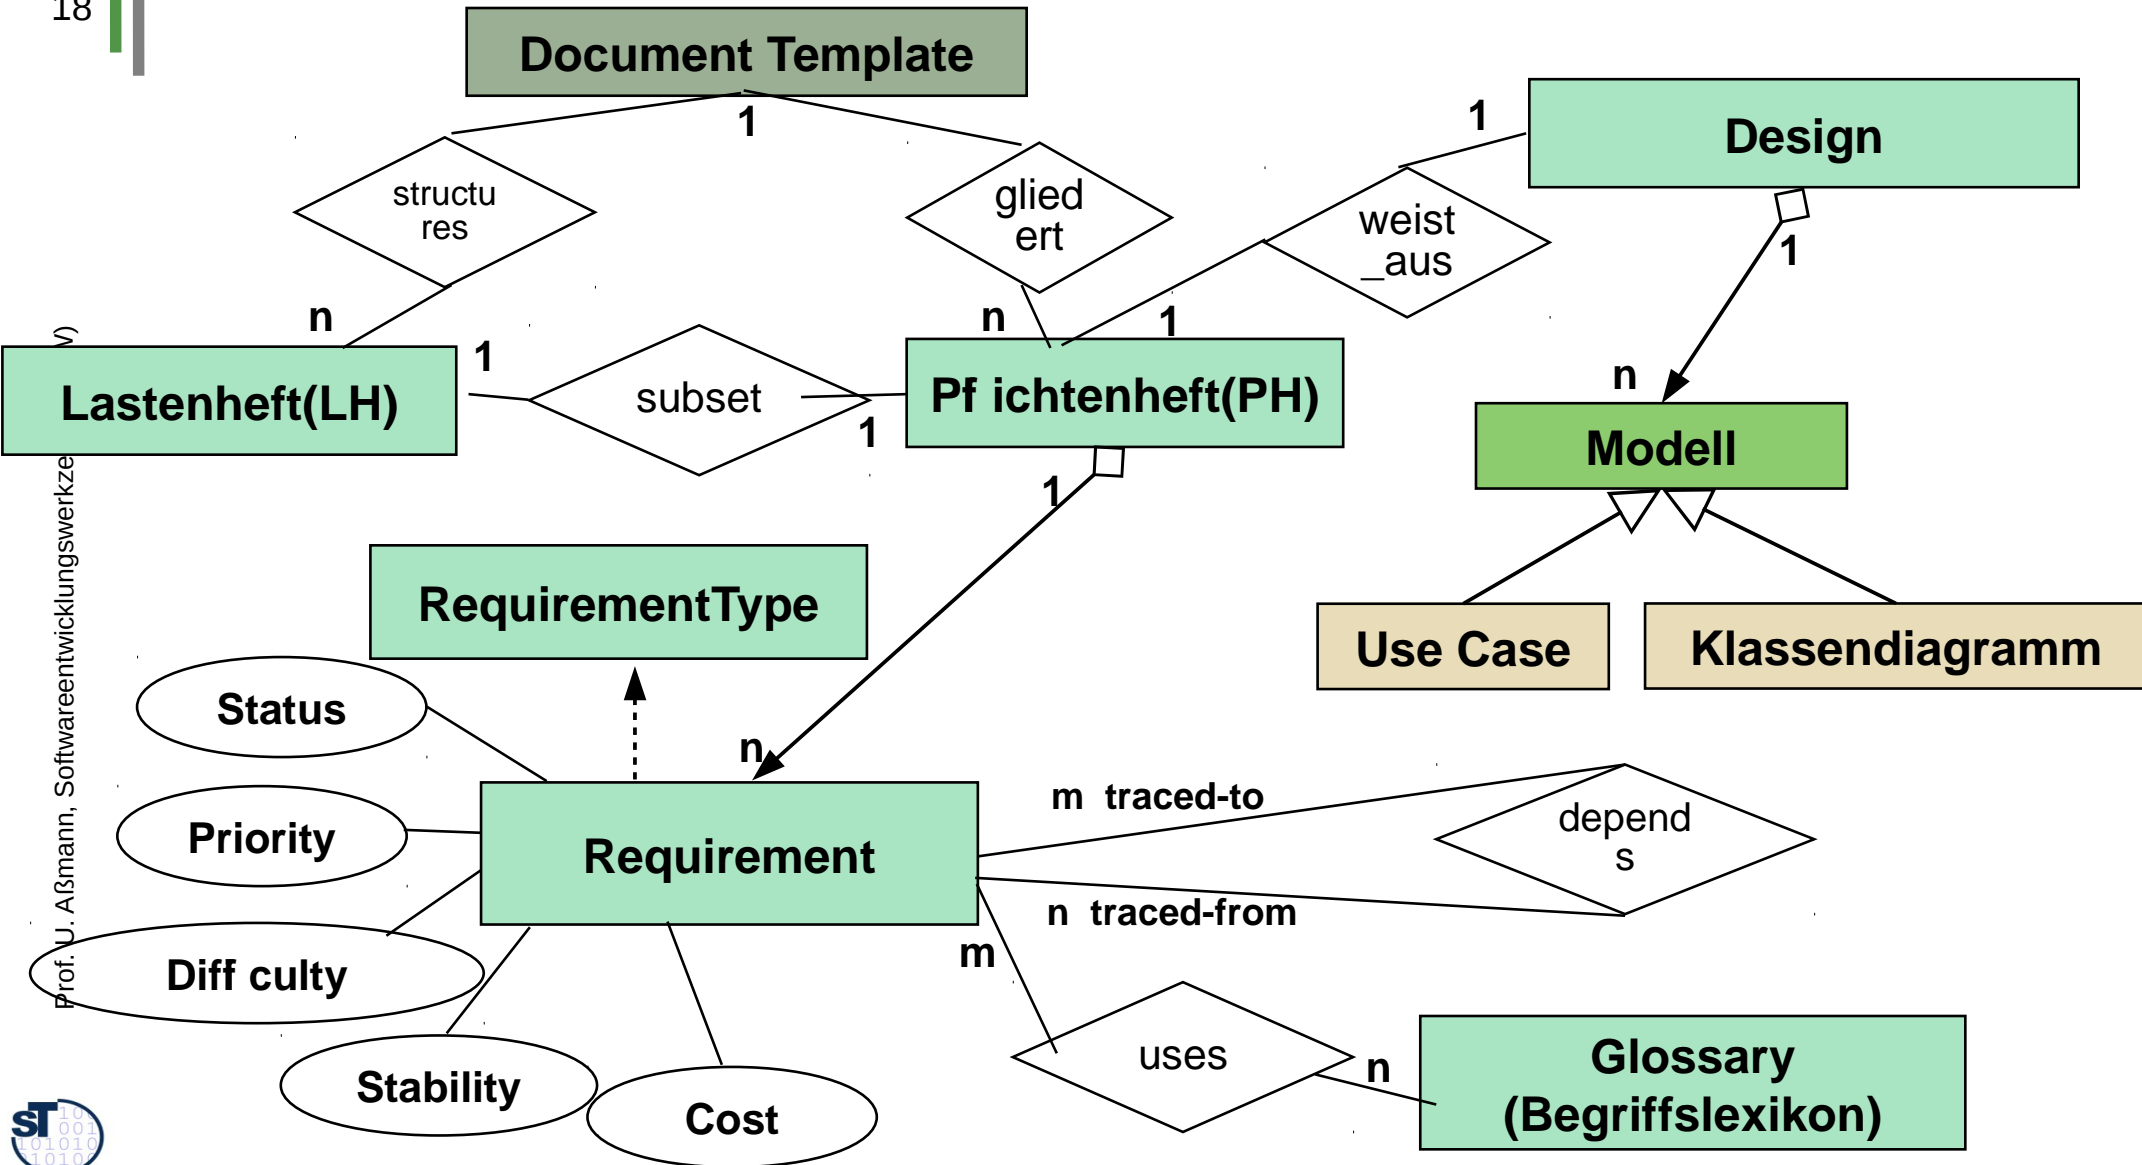 18
Document Template
1
1
Design
structu
res
glied
ert
weist
_aus
1
n
n
1
1
n
Lastenheft(LH)
subset
1
Pf ichtenheft(PH)
Modell
1
RequirementType
Use Case
Klassendiagramm
Status
n
m traced-to
depend
s
Priority
Requirement
n traced-from
m
Diff culty
uses
n
Glossary
(Begriffslexikon)
Stability
Cost
Prof. U. Aßmann, Softwareentwicklungswerkze
sT